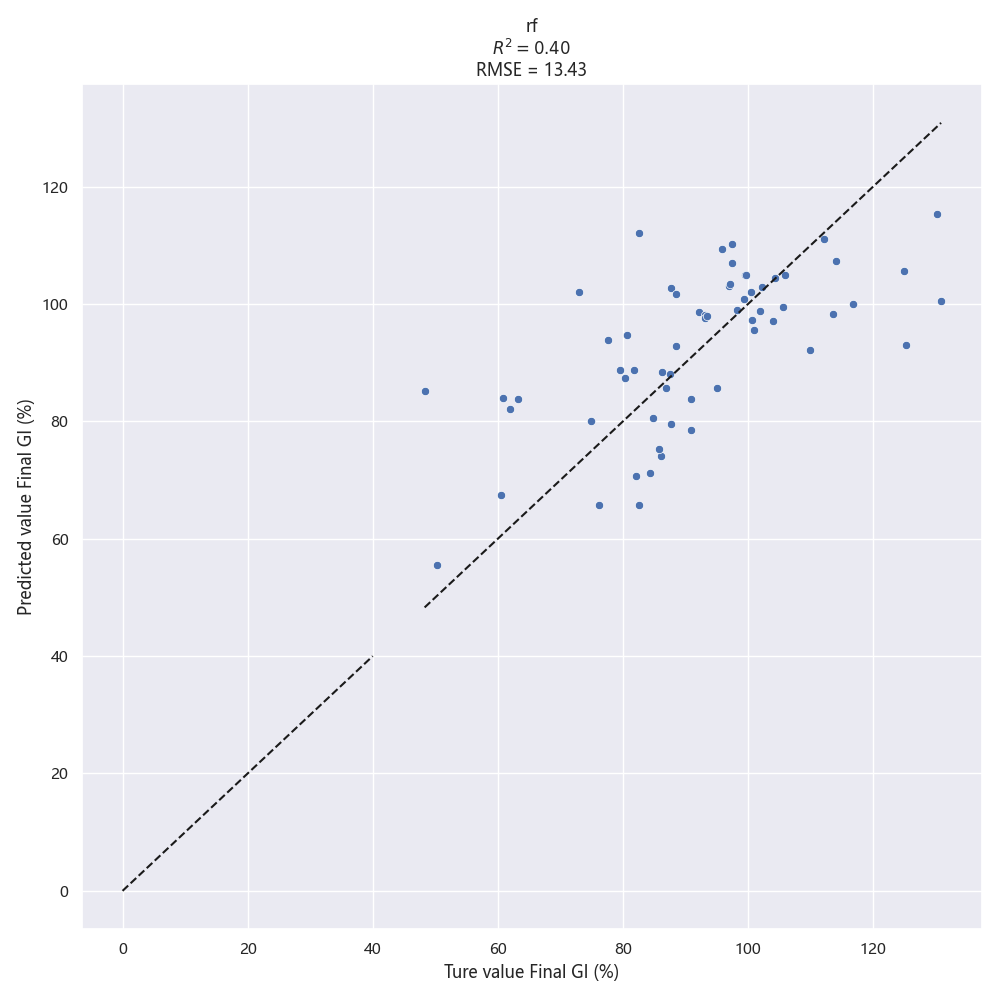 rf
R² = 0.40
RMSE = 13.43
120
100
80
60
40
20
0
Predicted value Final GI (%)
0 20 40 60 80 100 120
Ture value Final GI (%)